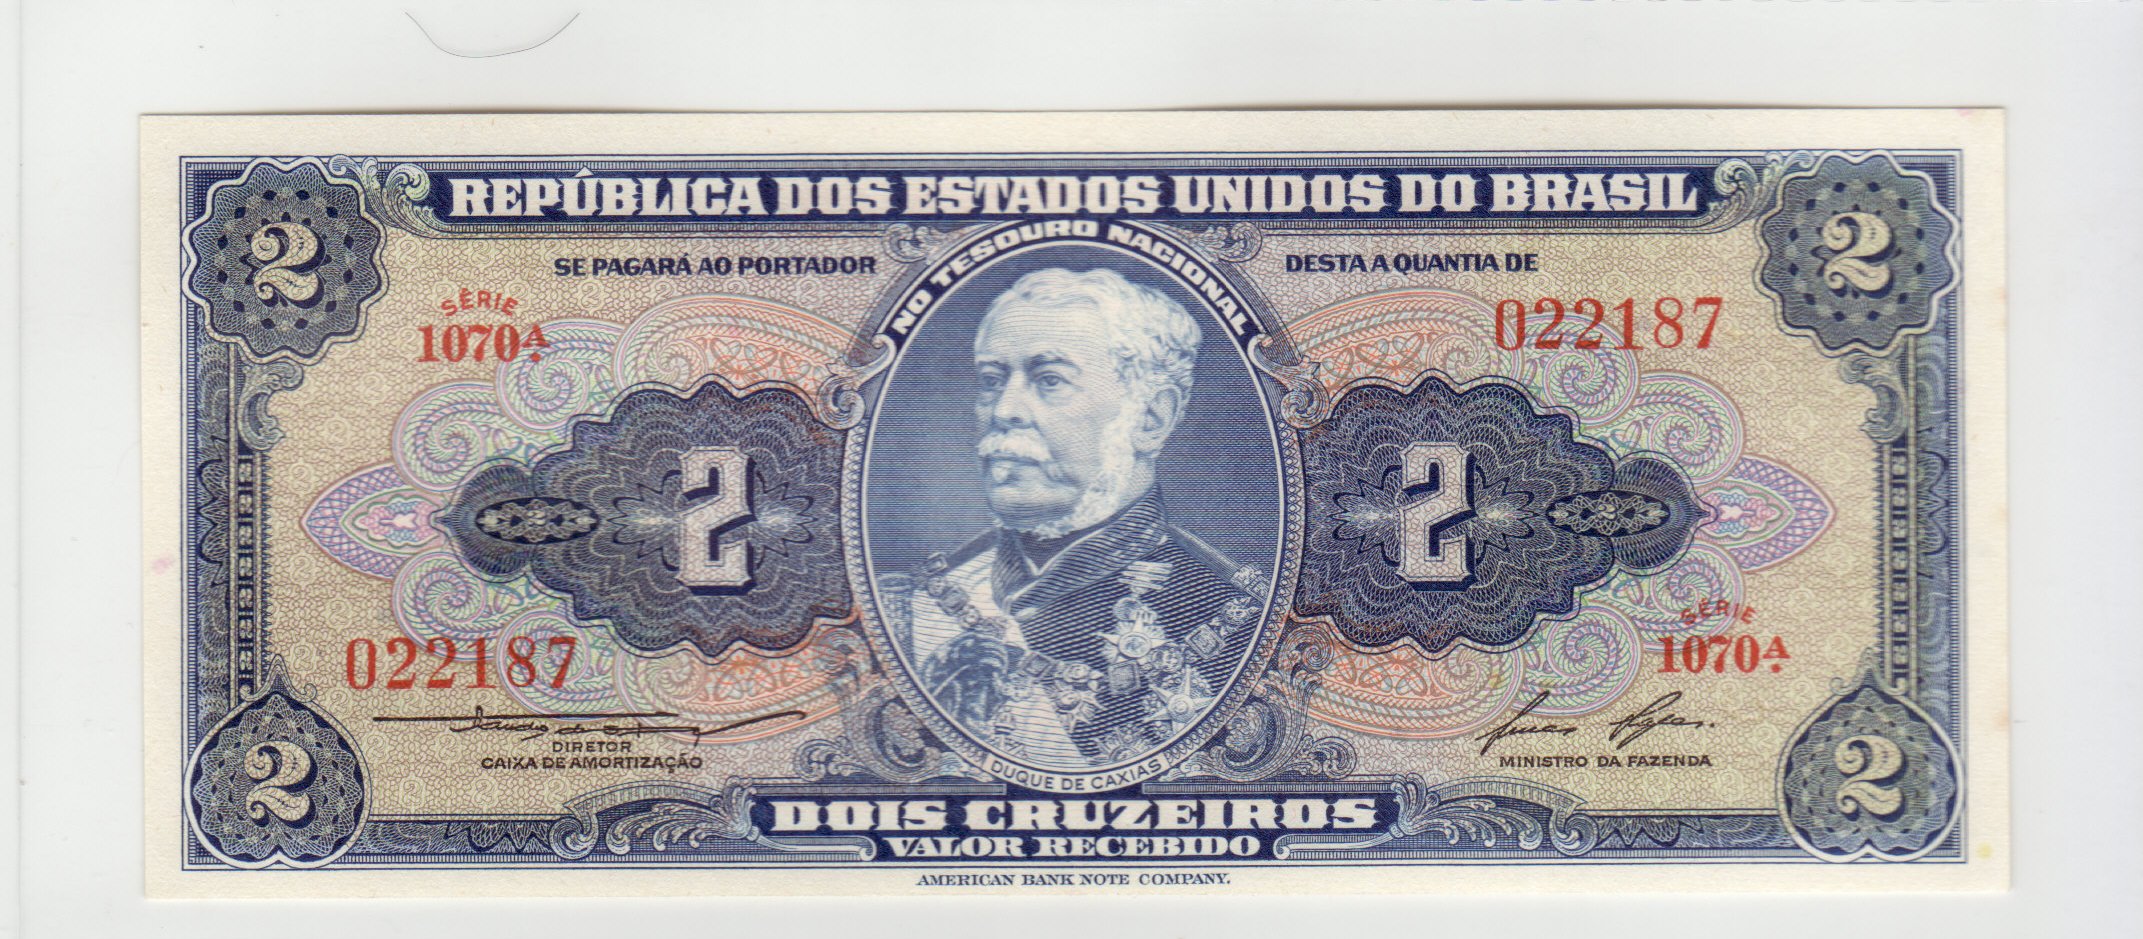 REPÚBLICA DOS ESTADOS UNIDOS DO BRASIL
2
2
NO TESOURO NACIONAL
SE PAGARÁ AO PORTADOR
DESTA A QUANTIA DE
SÉRIE
1070A
022187
2
2
2
2
SÉRIE
1070A
022187
DIRETOR
CAIXA DE AMORTIZAÇÃO
MINISTRO DA FAZENDA
DUQUE DE CAXIAS
2
2
DOIS CRUZEIROS
VALOR RECEBIDO
AMERICAN BANK NOTE COMPANY.